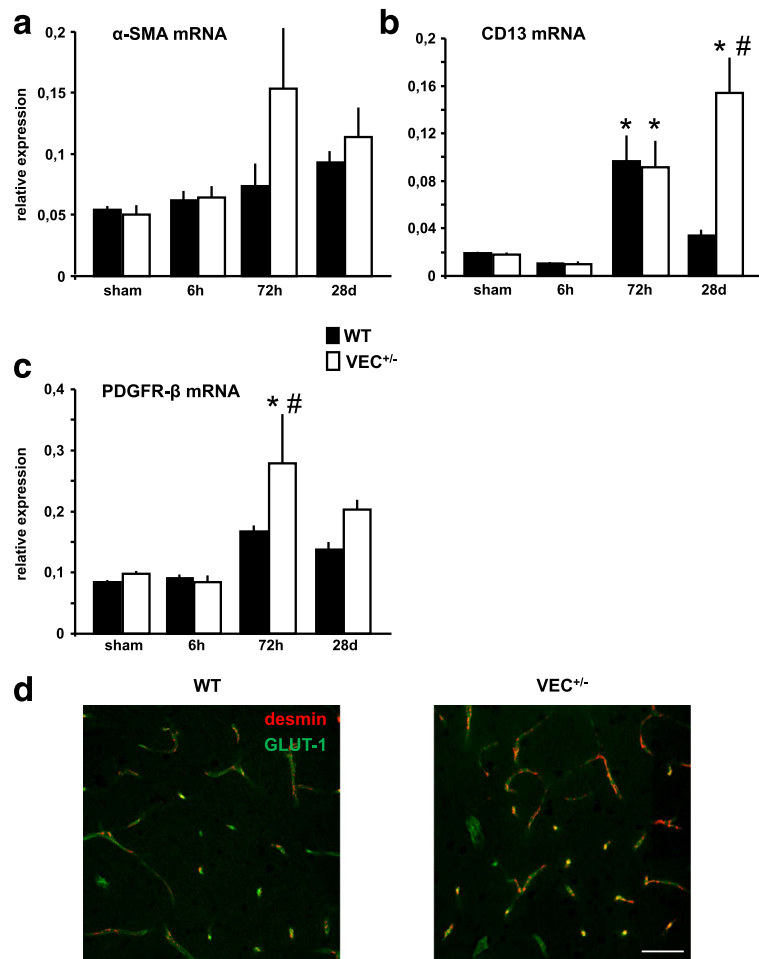 a
α-SMA mRNA
relative expression
0,2
0,15
0,1
0,05
0
sham 6h 72h 28d
b
CD13 mRNA
0,2
0,16
0,12
0,08
0,04
0
* * * #
sham 6h 72h 28d
WT
VEC+/-
c
PDGFR-β mRNA
relative expression
0,4
0,3
0,2
0,1
0
* #
sham 6h 72h 28d
d
WT
VEC+/-
desmin
GLUT-1